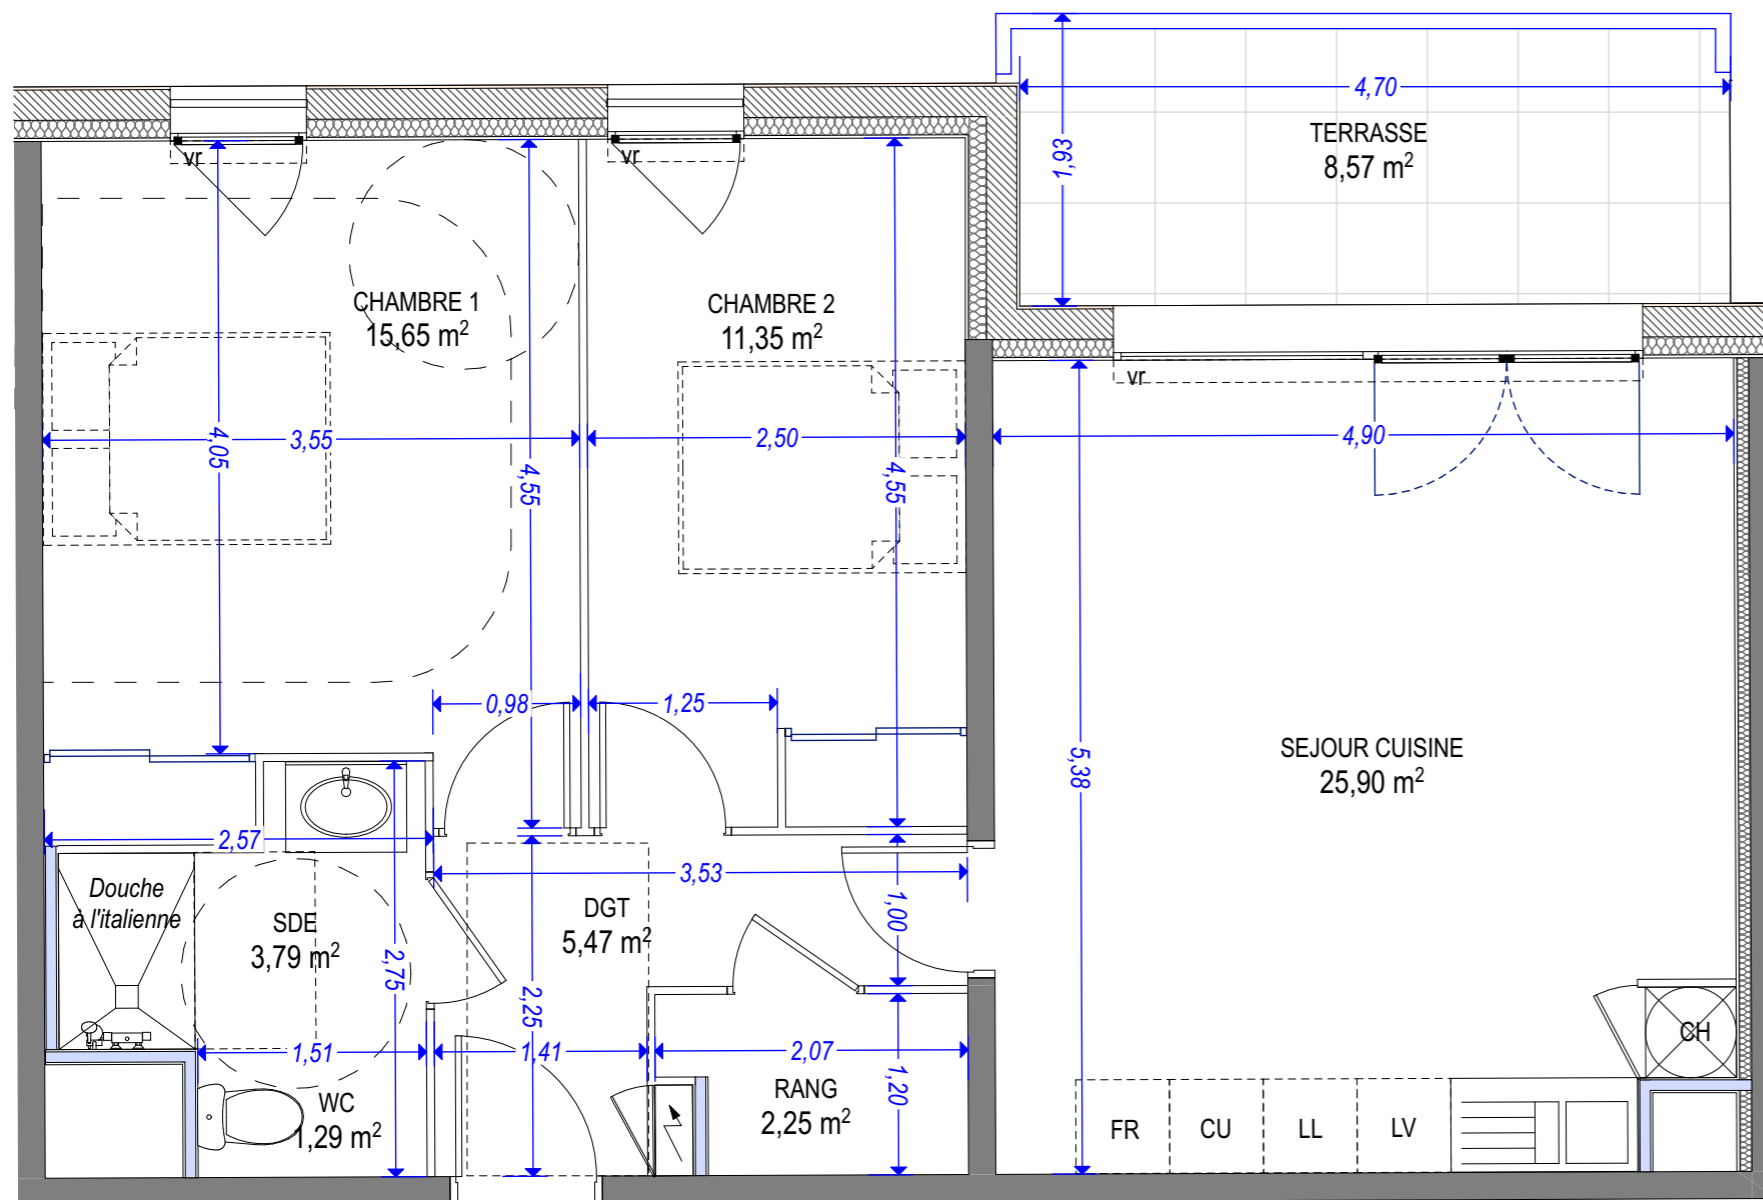 4,70
TERRASSE
8,57 m²
1,93
vr
vr
CHAMBRE 1
15,65 m²
CHAMBRE 2
11,35 m²
vr
4,05
3,55
4,55
2,50
4,55
4,90
0,98
1,25
5,38
SEJOUR CUISINE
25,90 m²
2,57
3,53
Douche
à l'italienne
SDE
3,79 m²
DGT
5,47 m²
1,00
2,75
2,25
1,51
1,41
2,07
1,20
CH
WC
1,29 m²
RANG
2,25 m²
FR
CU
LL
LV